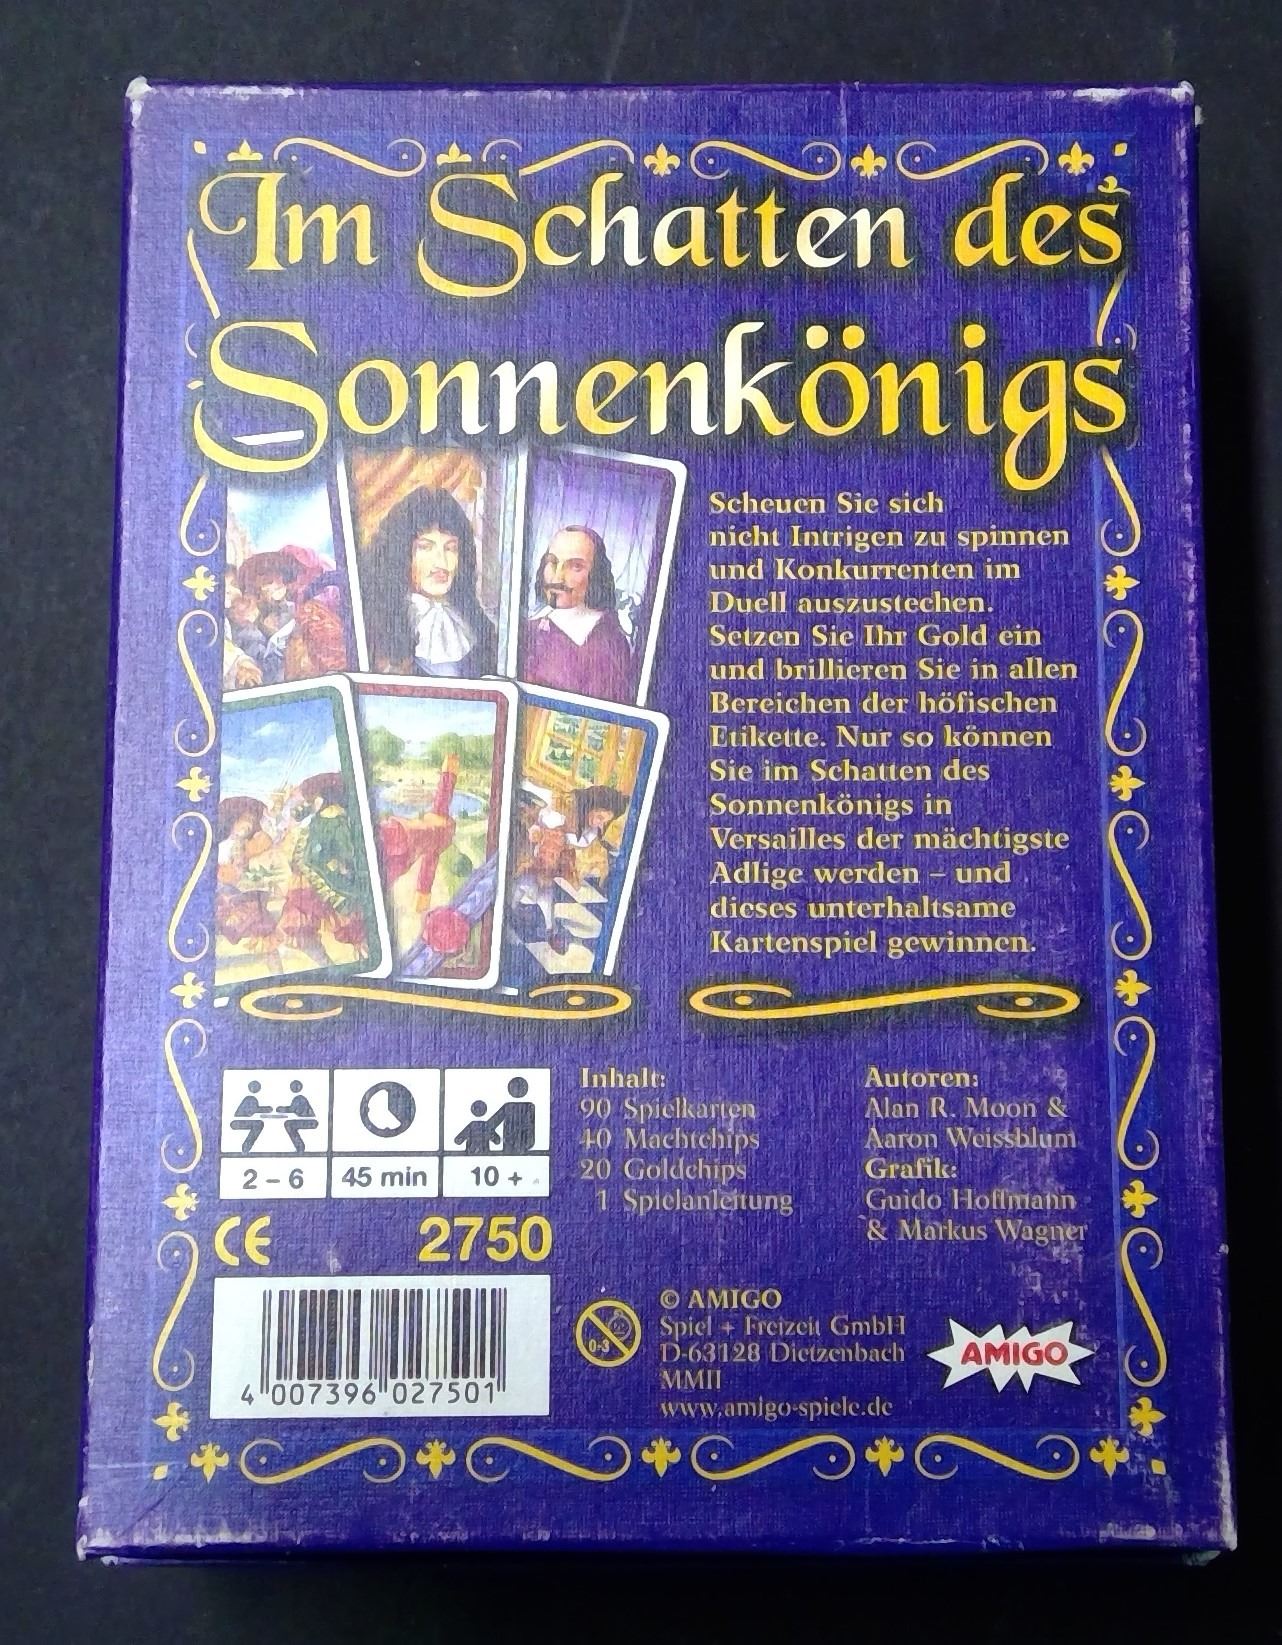 Im Schatten des
Sonnenkönigs
Scheuen Sie sich
nicht Intrigen zu spinnen
und Konkurrenten im
Duell auszustechen.
Setzen Sie Ihr Gold ein
und brillieren Sie in allen
Bereichen der höfischen
Etikette. Nur so können
Sie im Schatten des
Sonnenkönigs in
Versailles der mächtigste
Adlige werden – und
dieses unterhaltsame
Kartenspiel gewinnen.
2 – 6
45 min
10 +
CE
2750
Inhalt:
90 Spielkarten
40 Machtchips
20 Goldchips
1 Spielanleitung
Autoren:
Alan R. Moon &
Aaron Weissblum
Grafik:
Guido Hoffmann
& Markus Wagner
4 007396 027501
0-3
© AMIGO
Spiel + Freizeit GmbH
D-63128 Dietzenbach
MMII
www.amigo-spiele.de
AMIGO